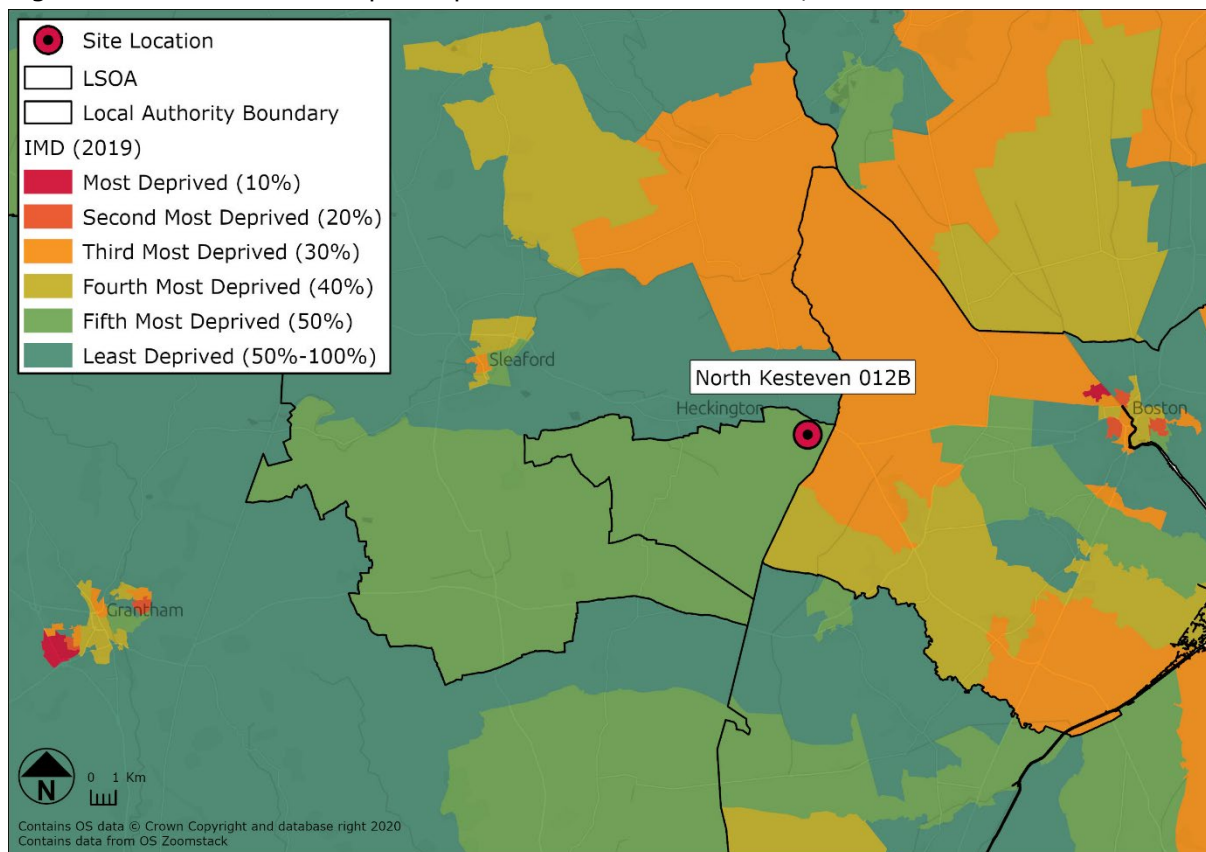 Site Location
LSOA
Local Authority Boundary
IMD (2019)
Most Deprived (10%)
Second Most Deprived (20%)
Third Most Deprived (30%)
Fourth Most Deprived (40%)
Fifth Most Deprived (50%)
Least Deprived (50%-100%)
Sleaford
North Kesteven 012B
Heckington
Boston
Grantham
N
0 1 Km
Contains OS data © Crown Copyright and database right 2020
Contains data from OS Zoomstack